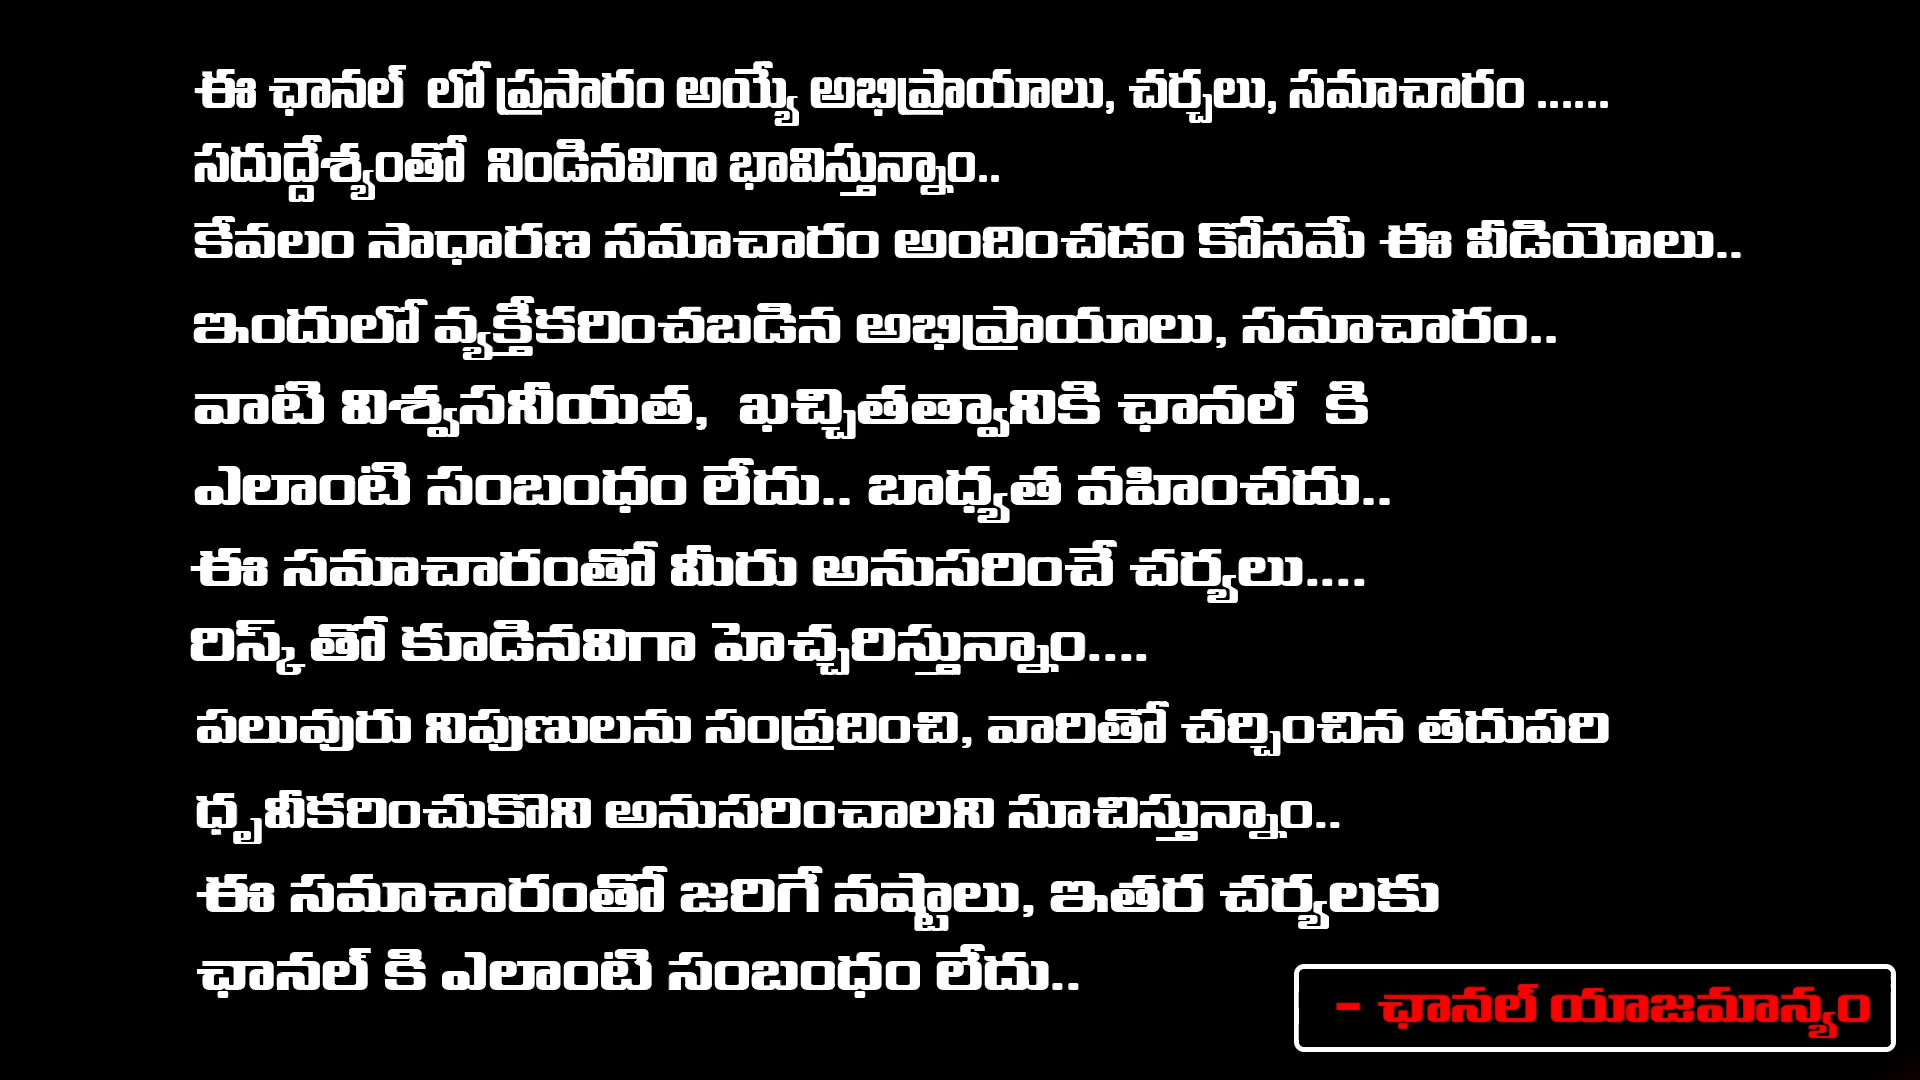 ఈ ఛానల్ లో ప్రసారం అయ్యే అభిప్రాయాలు, చర్చలు, సమాచారం ......
సదుద్దేశ్యంతో నిండినవిగా భావిస్తున్నాం..
కేవలం సాధారణ సమాచారం అందించడం కోసమే ఈ వీడియోలు..
ఇందులో వ్యక్తీకరించబడిన అభిప్రాయాలు, సమాచారం..
వాటి విశ్వసనీయత, ఖచ్చితత్వానికి ఛానల్ కి
ఎలాంటి సంబంధం లేదు.. బాధ్యత వహించదు..
ఈ సమాచారంతో మీరు అనుసరించే చర్యలు....
రిస్క్ తో కూడినవిగా హెచ్చరిస్తున్నాం....
పలువురు నిపుణులను సంప్రదించి, వారితో చర్చించిన తదుపరి
ధృవీకరించుకొని అనుసరించాలని సూచిస్తున్నాం..
ఈ సమాచారంతో జరిగే నష్టాలు, ఇతర చర్యలకు
ఛానల్ కి ఎలాంటి సంబంధం లేదు..
- ఛానల్ యాజమాన్యం